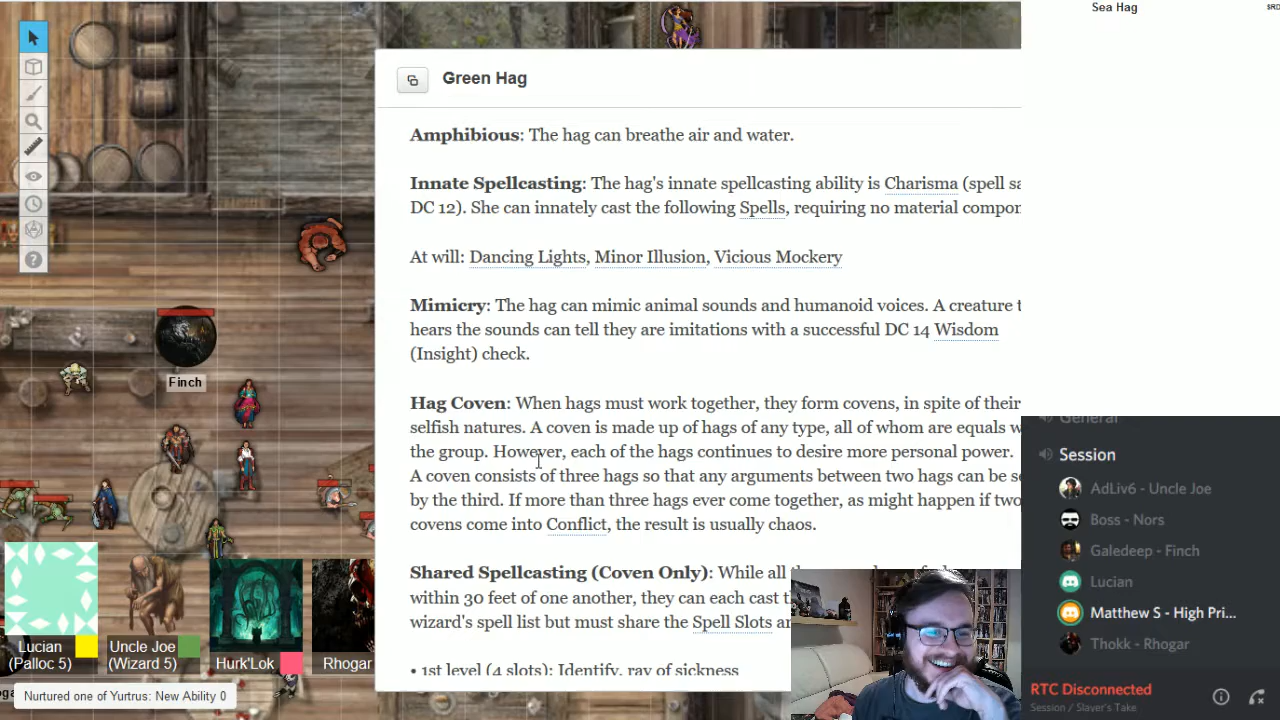 Sea Hag
SRD
Green Hag
Amphibious: The hag can breathe air and water.
Innate Spellcasting: The hag's innate spellcasting ability is Charisma (spell sa
DC 12). She can innately cast the following Spells, requiring no material compon
At will: Dancing Lights, Minor Illusion, Vicious Mockery
Mimicry: The hag can mimic animal sounds and humanoid voices. A creature t
hears the sounds can tell they are imitations with a successful DC 14 Wisdom
(Insight) check.
Hag Coven: When hags must work together, they form covens, in spite of their
selfish natures. A coven is made up of hags of any type, all of whom are equals w
the group. However, each of the hags continues to desire more personal power.
A coven consists of three hags so that any arguments between two hags can be se
by the third. If more than three hags ever come together, as might happen if two
covens come into Conflict, the result is usually chaos.
Shared Spellcasting (Coven Only): While all
within 30 feet of one another, they can each cast t
wizard's spell list but must share the Spell Slots an
• 1st level (4 slots): Identify, ray of sickness
Finch
Lucian
(Palloc 5)
Uncle Joe
(Wizard 5)
Hurk'Lok
Rhogar
Nurtured one of Yurtrus: New Ability 0
General
Session
AdLiv6 - Uncle Joe
Boss - Nors
Galedeep - Finch
Lucian
Matthew S - High Pri...
Thokk - Rhogar
RTC Disconnected
Session / Slaver's Take